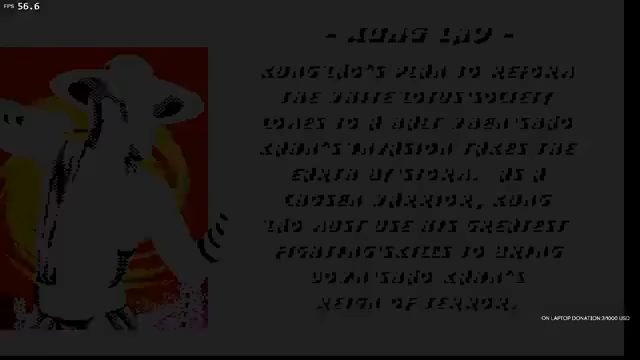 FPS 56.6
- KUNG LAO -
KUNG LAO'S PLAN TO REFORM
THE WHITE LOTUS SOCIETY
COMES TO A HALT WHEN SHAO
KHAN'S INVASION TAKES THE
EARTH BY STORM. AS A
CHOSEN WARRIOR, KUNG
LAO MUST USE HIS GREATEST
FIGHTING SKILLS TO BRING
DOWN SHAO KHAN'S
REIGN OF TERROR.
ON LAPTOP DONATION: